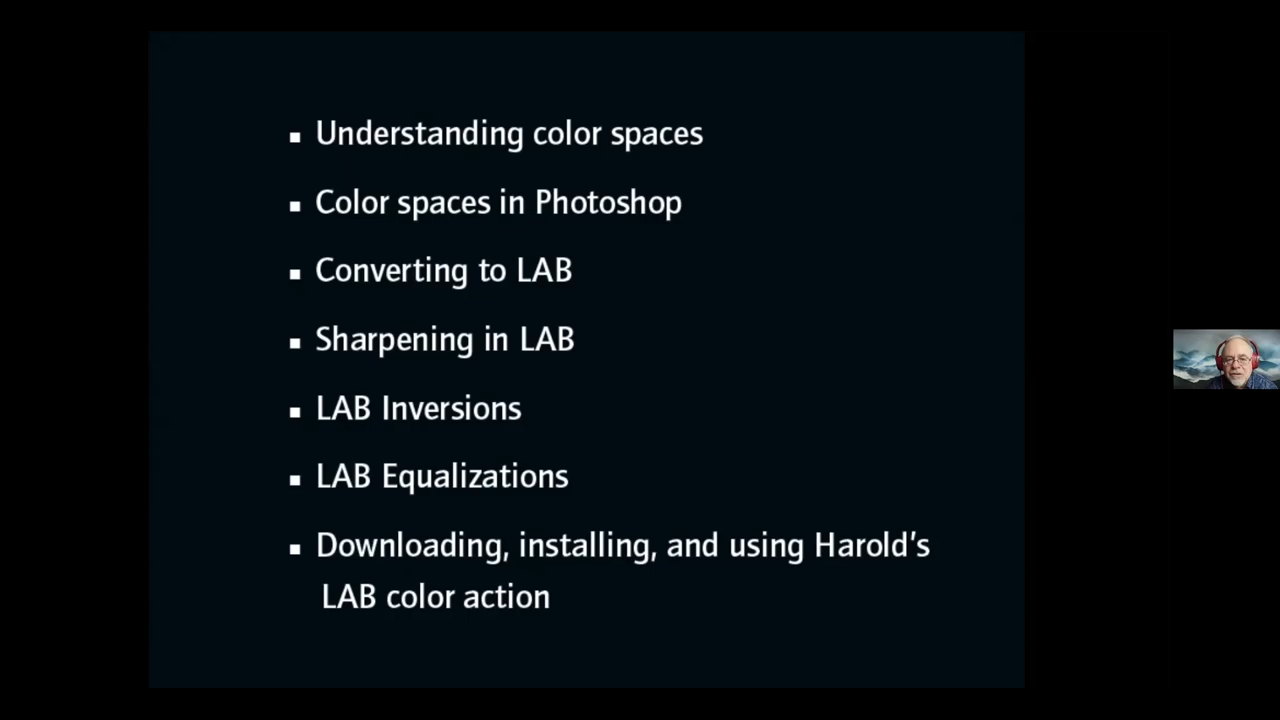 ▪ Understanding color spaces
▪ Color spaces in Photoshop
▪ Converting to LAB
▪ Sharpening in LAB
▪ LAB Inversions
▪ LAB Equalizations
▪ Downloading, installing, and using Harold’s
LAB color action